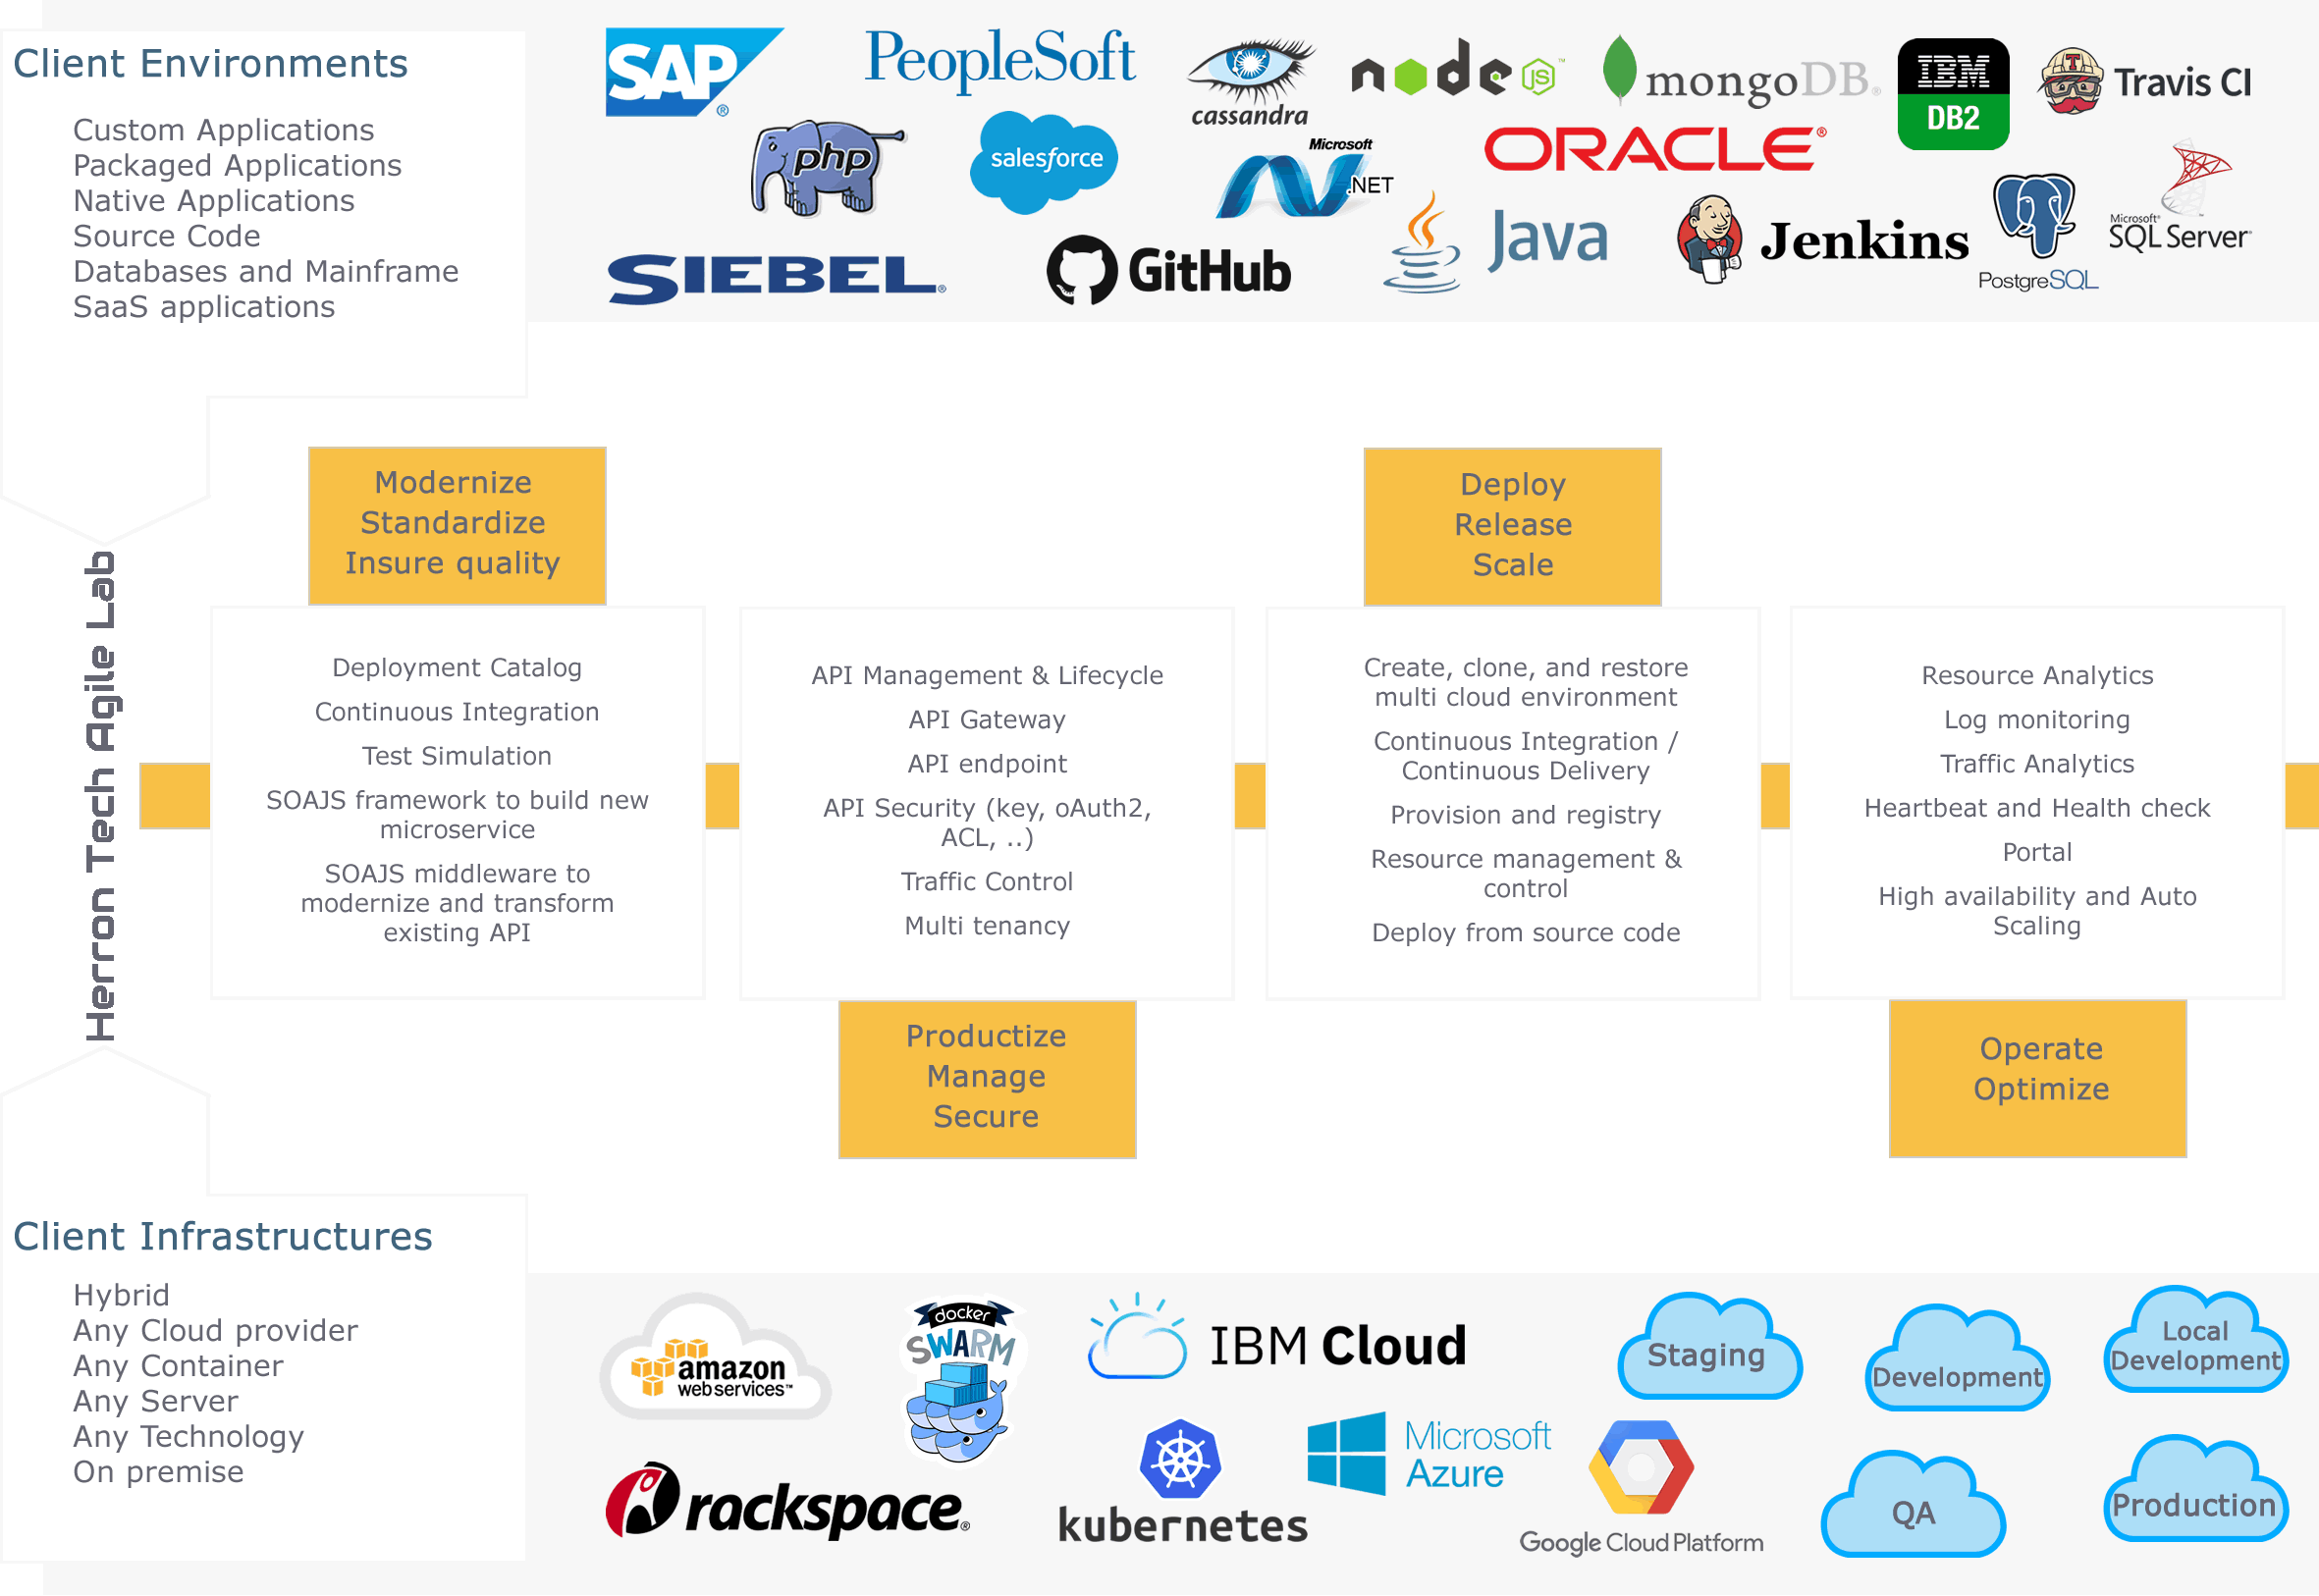 Client Environments
Custom Applications
Packaged Applications
Native Applications
Source Code
Databases and Mainframe
SaaS applications
SAP®
PeopleSoft
cassandra
node JS™
mongoDB®
IBM
DB2
Travis CI
php
salesforce
Microsoft
.NET
ORACLE®
SIEBEL®
GitHub
Java
Jenkins
PostgreSQL
Microsoft®
SQL Server®
Herron Tech Agile Lab
Modernize
Standardize
Insure quality
Deployment Catalog
Continuous Integration
Test Simulation
SOAJS framework to build new
microservice
SOAJS middleware to
modernize and transform
existing API
API Management & Lifecycle
API Gateway
API endpoint
API Security (key, oAuth2,
ACL, ..)
Traffic Control
Multi tenancy
Productize
Manage
Secure
Deploy
Release
Scale
Create, clone, and restore
multi cloud environment
Continuous Integration /
Continuous Delivery
Provision and registry
Resource management &
control
Deploy from source code
Resource Analytics
Log monitoring
Traffic Analytics
Heartbeat and Health check
Portal
High availability and Auto
Scaling
Operate
Optimize
Client Infrastructures
Hybrid
Any Cloud provider
Any Container
Any Server
Any Technology
On premise
amazon
web services™
docker
SWARM
IBM Cloud
rackspace®
kubernetes
Microsoft
Azure
Google Cloud Platform
Staging
Development
Local
Development
QA
Production